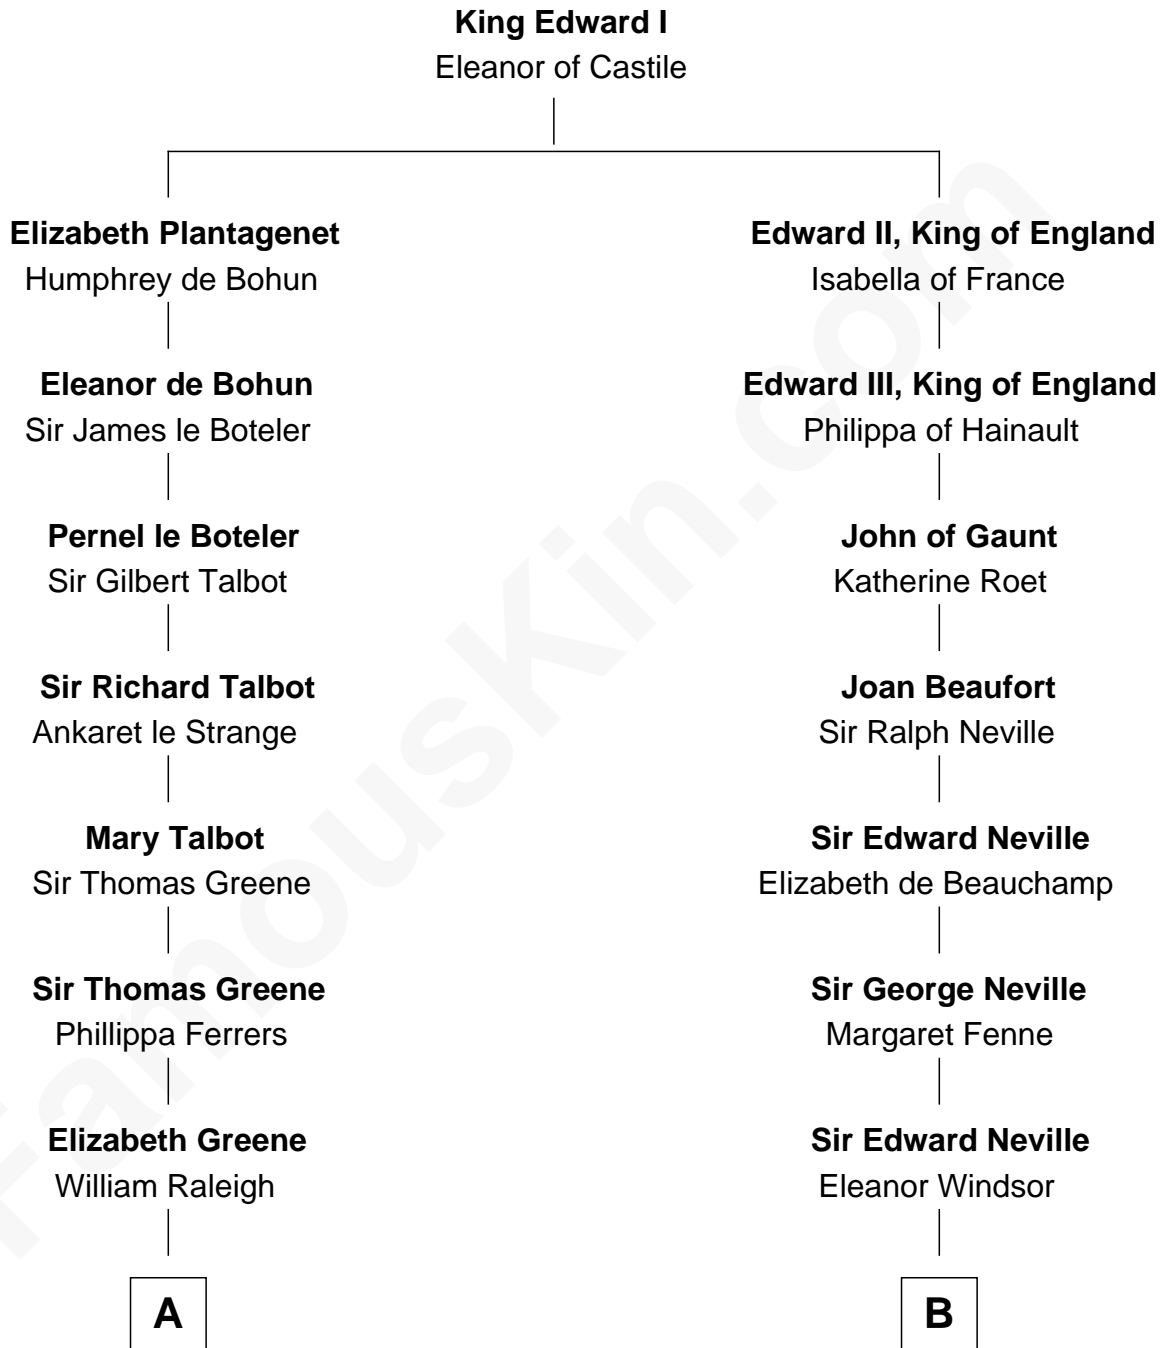 King Edward I
Eleanor of Castile
Elizabeth Plantagenet
Humphrey de Bohun
Edward II, King of England
Isabella of France
Eleanor de Bohun
Sir James le Boteler
Edward III, King of England
Philippa of Hainault
Pernel le Boteler
Sir Gilbert Talbot
John of Gaunt
Katherine Roet
Sir Richard Talbot
Ankaret le Strange
Joan Beaufort
Sir Ralph Neville
Mary Talbot
Sir Thomas Greene
Sir Edward Neville
Elizabeth de Beauchamp
Sir Thomas Greene
Phillippa Ferrers
Sir George Neville
Margaret Fenne
Elizabeth Greene
William Raleigh
Sir Edward Neville
Eleanor Windsor
A
B
FamousKin.com